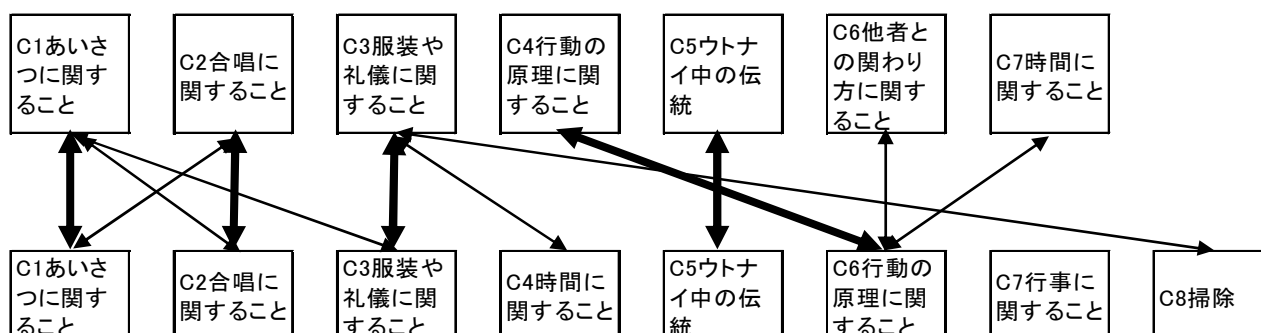 C1あいさ
つに関す
ること
C2合唱に
関すること
C3服装や
礼儀に関
すること
C4行動の
原理に関
すること
C5ウトナ
イ中の伝
統
C6他者と
の関わり
方に関す
ること
C7時間に
関すること
C1あいさ
つに関す
ること
C2合唱に
関すること
C3服装や
礼儀に関
すること
C4時間に
関すること
C5ウトナ
イ中の伝
統
C6行動の
原理に関
すること
C7行事に
関すること
C8掃除